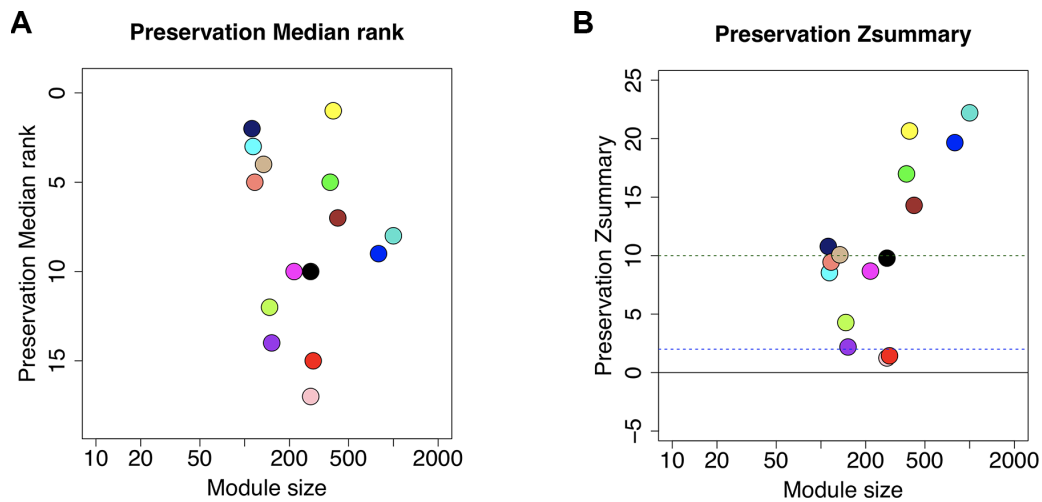 A
Preservation Median rank
0
5
10
15
Preservation Median rank
10 20 50 200 500 2000
Module size
B
Preservation Zsummary
25
20
15
10
5
0
−5
Preservation Zsummary
10 20 50 200 500 2000
Module size